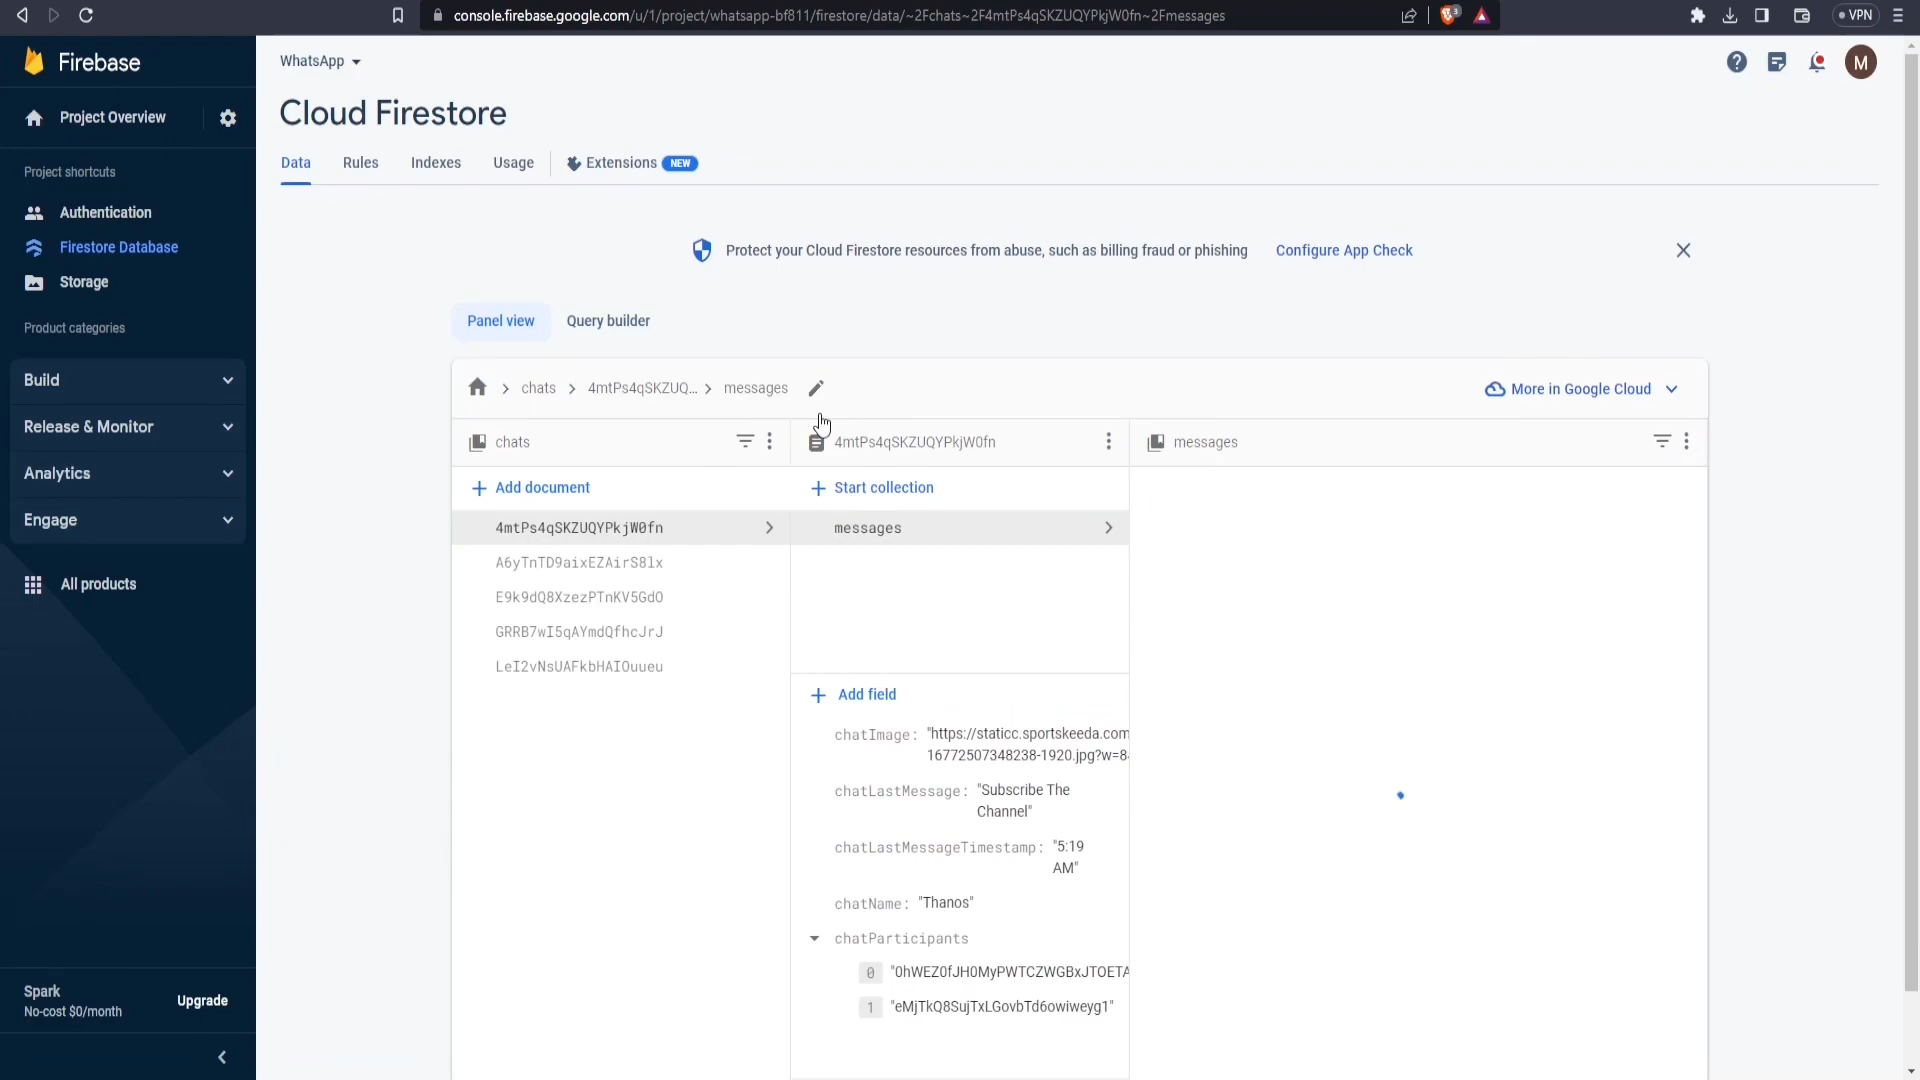 console.firebase.google.com/u/1/project/whatsapp-bf811/firestore/data/~2Fchats~2F4mtPs4qSKZUQYPkjW0fn~2Fmessages
3
VPN
Firebase
WhatsApp
M
Project Overview
Cloud Firestore
Data Rules Indexes Usage Extensions NEW
Project shortcuts
Authentication
Firestore Database
Storage
Protect your Cloud Firestore resources from abuse, such as billing fraud or phishing Configure App Check
Product categories
Panel view Query builder
Build
Release & Monitor
Analytics
Engage
All products
chats 4mtPs4qSKZUQ... messages
More in Google Cloud
chats
4mtPs4qSKZUQYPkjW0fn
messages
Add document
Start collection
4mtPs4qSKZUQYPkjW0fn
messages
A6yTnTD9aixEZAirS8lx
E9k9dQ8XzezPTnKV5GdO
GRRB7wI5qAYmdQfhcJrJ
LeI2vNsUAFkbHAIOuueu
Add field
chatImage: "https://staticc.sportskeeda.com
16772507348238-1920.jpg?w=8
chatLastMessage: "Subscribe The
Channel"
chatLastMessageTimestamp: "5:19
AM"
chatName: "Thanos"
chatParticipants
0 "0hWEZ0fJH0MyPWTCZWGBxJTOETA
1 "eMjTkQ8SujTxLGovbTd6owiweyg1"
Spark
No-cost $0/month
Upgrade